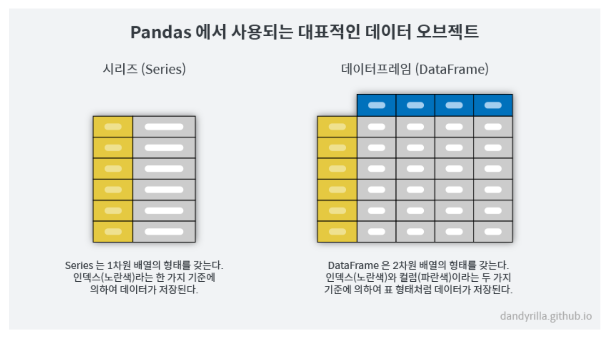 Pandas 에서 사용되는 대표적인 데이터 오브젝트
시리즈 (Series)
데이터프레임 (DataFrame)
Series 는 1차원 배열의 형태를 갖는다.
인덱스(노란색)라는 한 가지 기준에
의하여 데이터가 저장된다.
DataFrame 은 2차원 배열의 형태를 갖는다.
인덱스(노란색)와 컬럼(파란색)이라는 두 가지
기준에 의하여 표 형태처럼 데이터가 저장된다.
dandyrilla.github.io